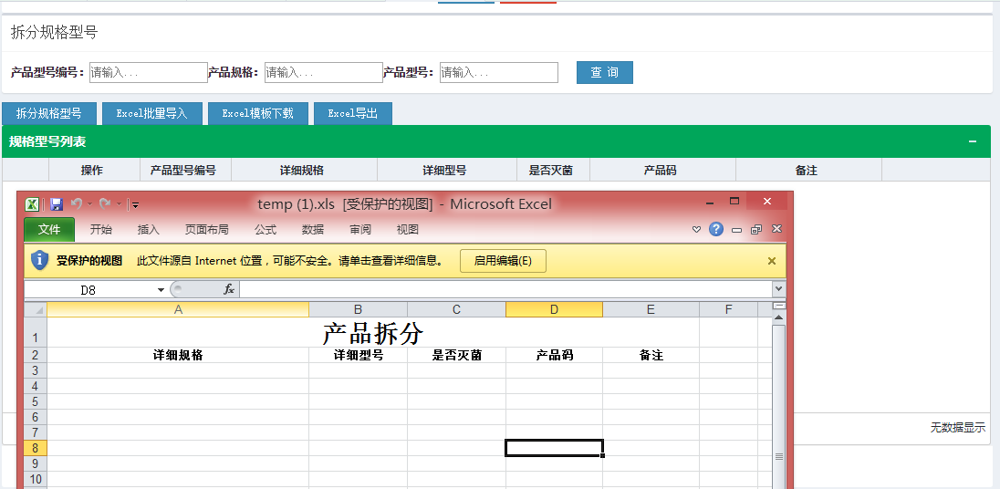 拆分规格型号
产品型号编号： 请输入... 产品规格： 请输入... 产品型号： 请输入... 查 询
拆分规格型号 Excel批量导入 Excel模板下载 Excel导出
规格型号列表
操作 产品型号编号 详细规格 详细型号 是否灭菌 产品码 备注
temp (1).xls [受保护的视图] - Microsoft Excel
文件 开始 插入 页面布局 公式 数据 审阅 视图
受保护的视图 此文件源自 Internet 位置，可能不安全。请单击查看详细信息。 启用编辑(E)
D8 fx
A B C D E F
1 产品拆分
2 详细规格 详细型号 是否灭菌 产品码 备注
3
4
5
6
7
无数据显示
8
9
10